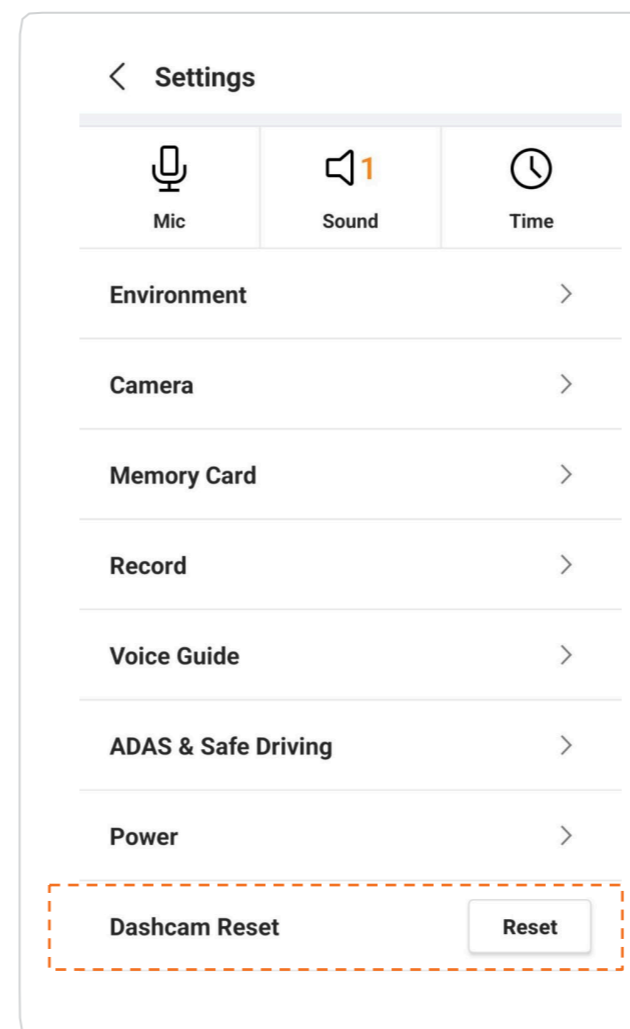 Settings
1
Mic
Sound
Time
Environment
Camera
Memory Card
Record
Voice Guide
ADAS & Safe Driving
Power
Dashcam Reset
Reset